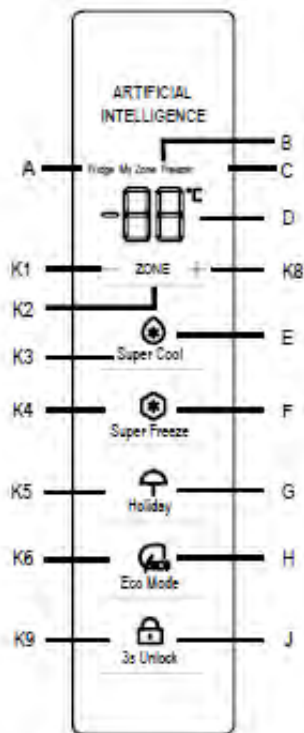 ARTIFICIAL
INTELLIGENCE
B
A Fridge My Zone Freezer C
-88°C D
K1 - ZONE + K8
K2
E
K3 Super Cool
K4 F
Super Freeze
K5 G
Holiday
K6 H
Eco Mode
K9 J
3s Unlock